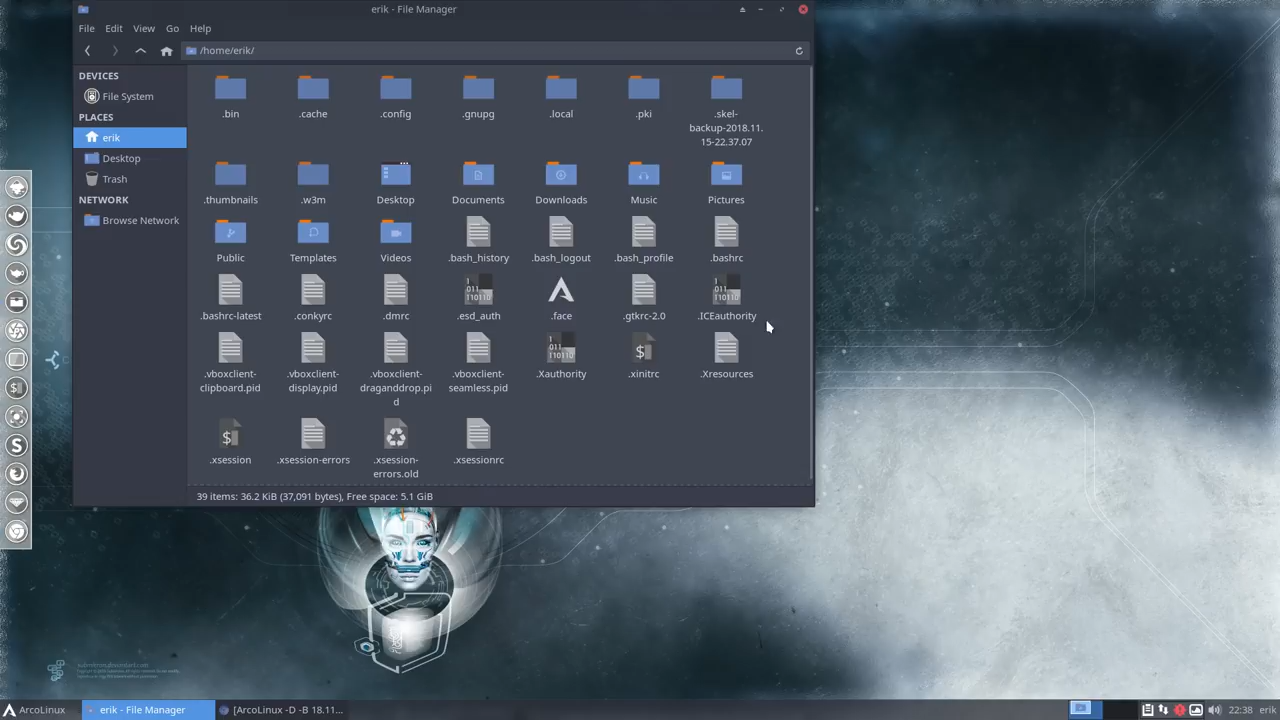 erik - File Manager
File Edit View Go Help
/home/erik/
DEVICES
File System
PLACES
erik
Desktop
Trash
NETWORK
Browse Network
.bin .cache .config .gnupg .local .pki .skel-
backup-2018.11.
15-22.37.07
.thumbnails .w3m Desktop Documents Downloads Music Pictures
Public Templates Videos .bash_history .bash_logout .bash_profile .bashrc
.bashrc-latest .conkyrc .dmrc .esd_auth .face .gtkrc-2.0 .ICEauthority
.vboxclient- .vboxclient- .vboxclient- .vboxclient- .Xauthority .xinitrc .Xresources
clipboard.pid display.pid draganddrop.pi seamless.pid
d
.xsession .xsession-errors .xsession- .xsessionrc
errors.old
39 items: 36.2 KiB (37,091 bytes), Free space: 5.1 GiB
ArcoLinux erik - File Manager [ArcoLinux -D -B 18.11... 22:38 erik